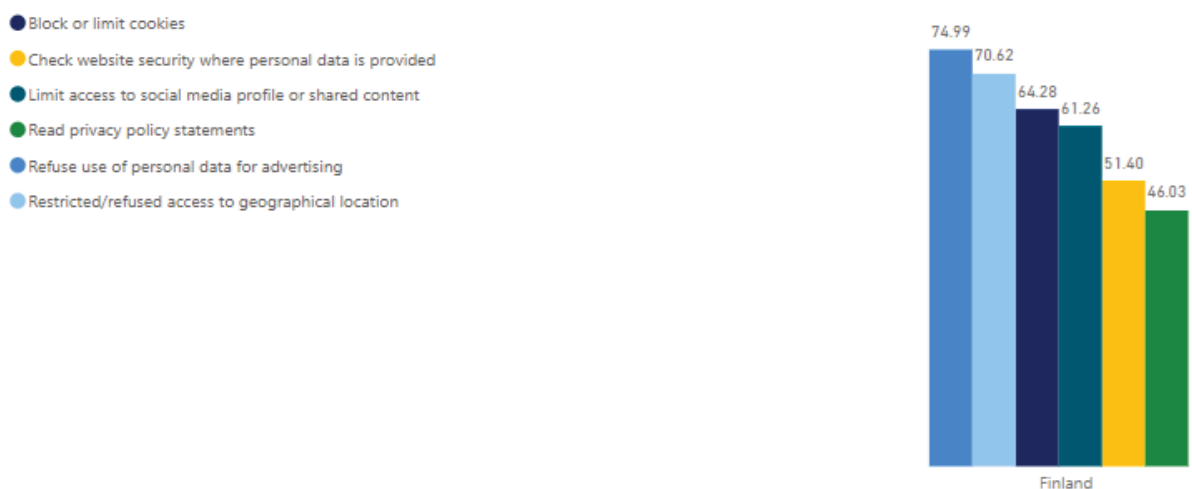 Block or limit cookies
Check website security where personal data is provided
Limit access to social media profile or shared content
Read privacy policy statements
Refuse use of personal data for advertising
Restricted/refused access to geographical location
74.99
70.62
64.28
61.26
51.40
46.03
Finland